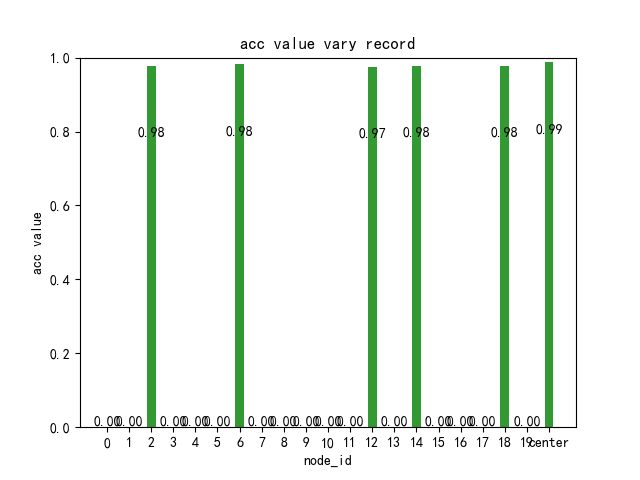 acc value vary record
acc value
1.0
0.8
0.6
0.4
0.2
0.0
0.98 0.98 0.97 0.98 0.98 0.99
0.00 0.00 0.00 0.00 0.00 0.00 0.00 0.00 0.00 0.00 0.00 0.00 0.00 0.00 0.00
0 1 2 3 4 5 6 7 8 9 10 11 12 13 14 15 16 17 18 19 center
node_id